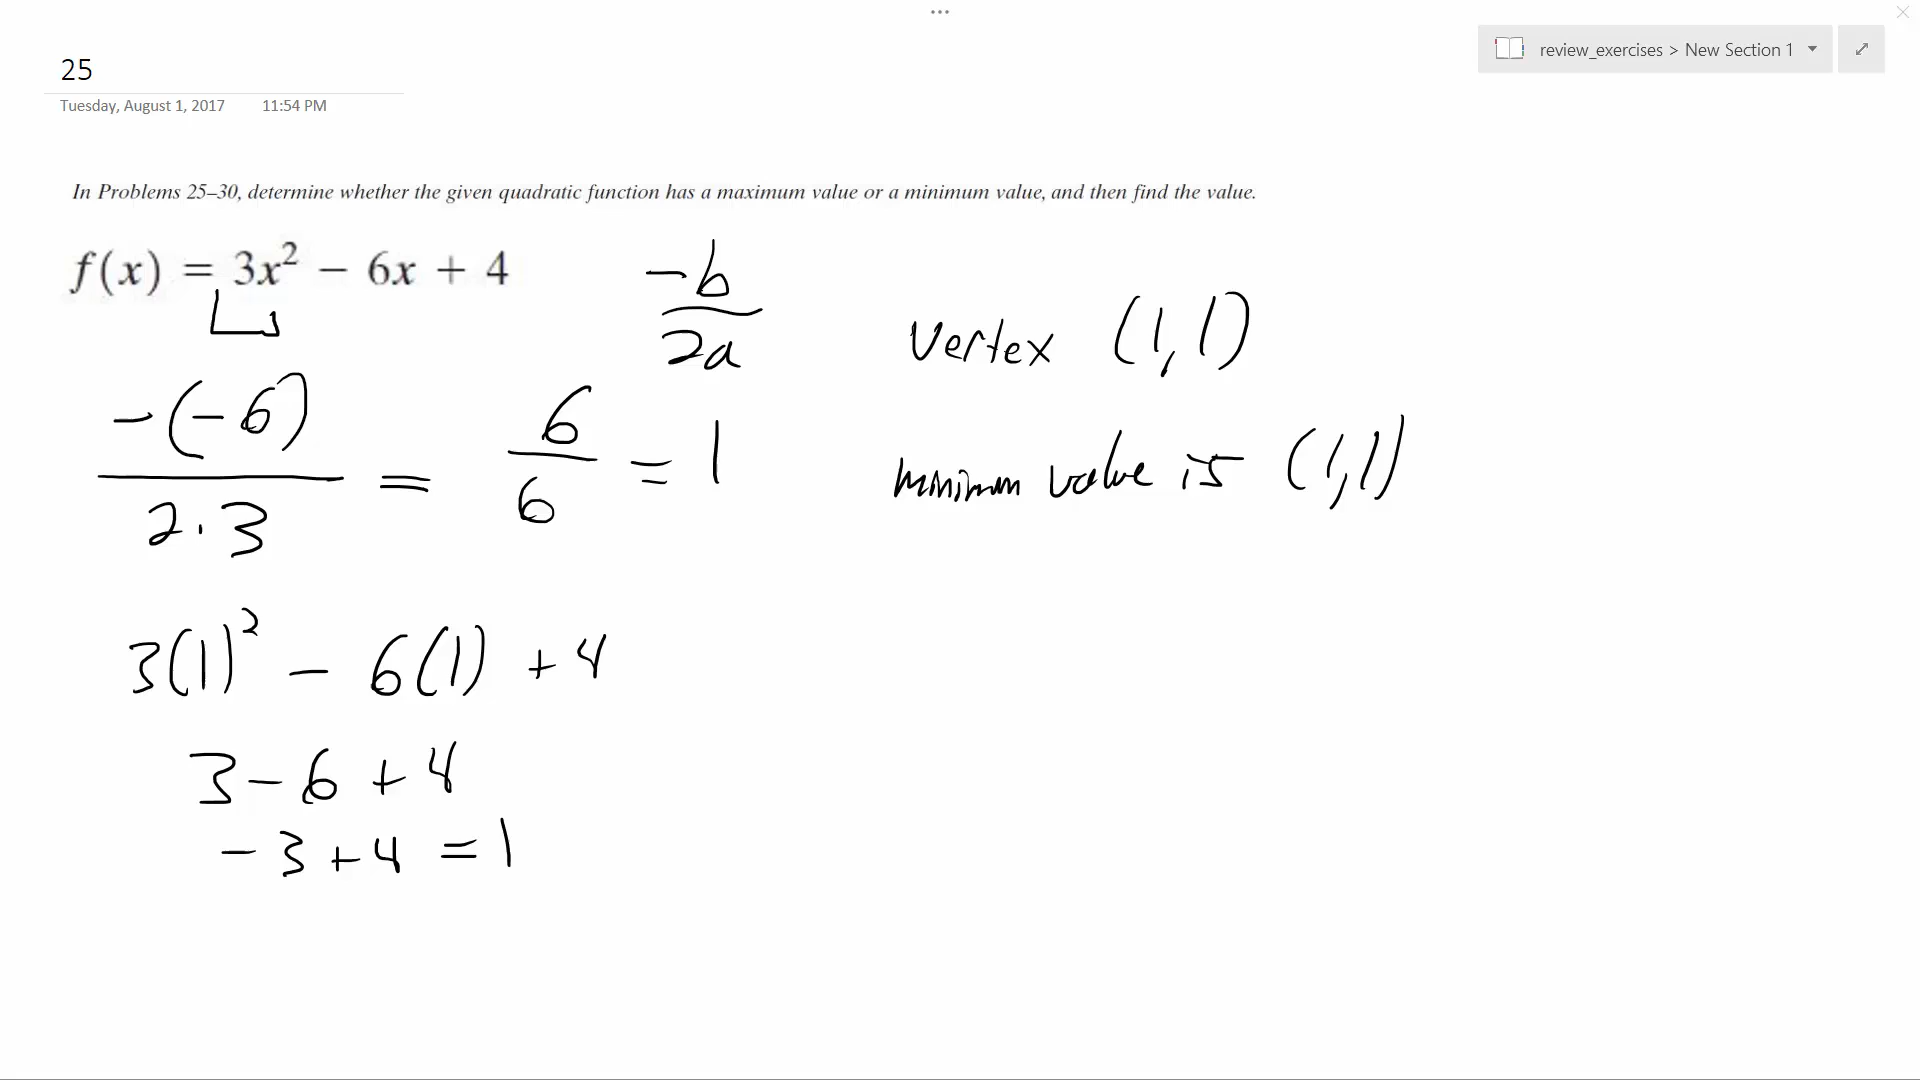 ...
review_exercises > New Section 1
25
Tuesday, August 1, 2017 11:54 PM
In Problems 25–30, determine whether the given quadratic function has a maximum value or a minimum value, and then find the value.
f(x) = 3x² − 6x + 4
-b/2a
Vertex (1,1)
-(-6)/2·3 = 6/6 = 1
minimum value is (1,1)
3(1)² - 6(1) + 4
3 - 6 + 4
-3 + 4 = 1